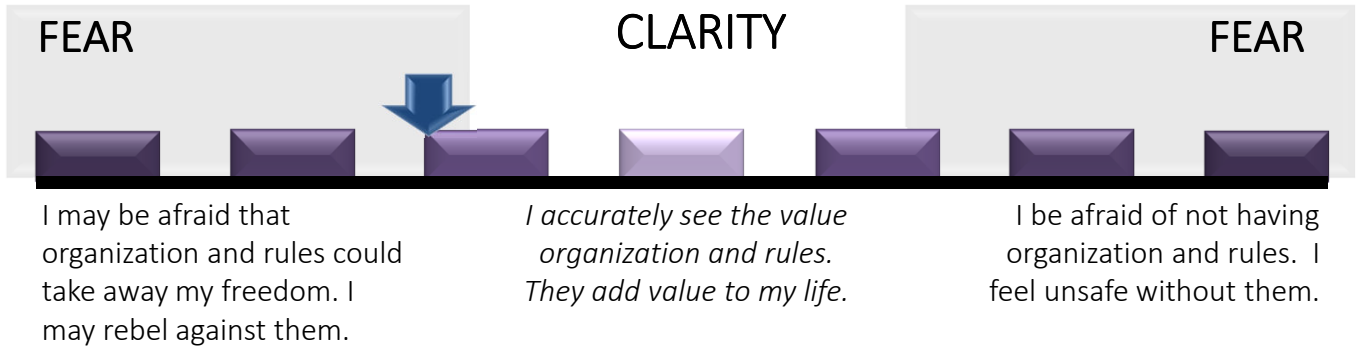 FEAR
CLARITY
FEAR
I may be afraid that
organization and rules could
take away my freedom. I
may rebel against them.
I accurately see the value
organization and rules.
They add value to my life.
I be afraid of not having
organization and rules.  I
feel unsafe without them.